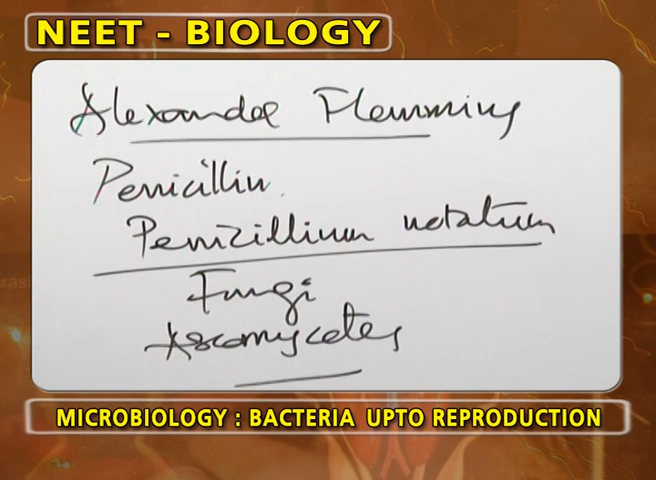 NEET - BIOLOGY
Alexander Flemming
Penicillin.
Penicillium notatum
Fungi
Ascomycetes
MICROBIOLOGY : BACTERIA UPTO REPRODUCTION